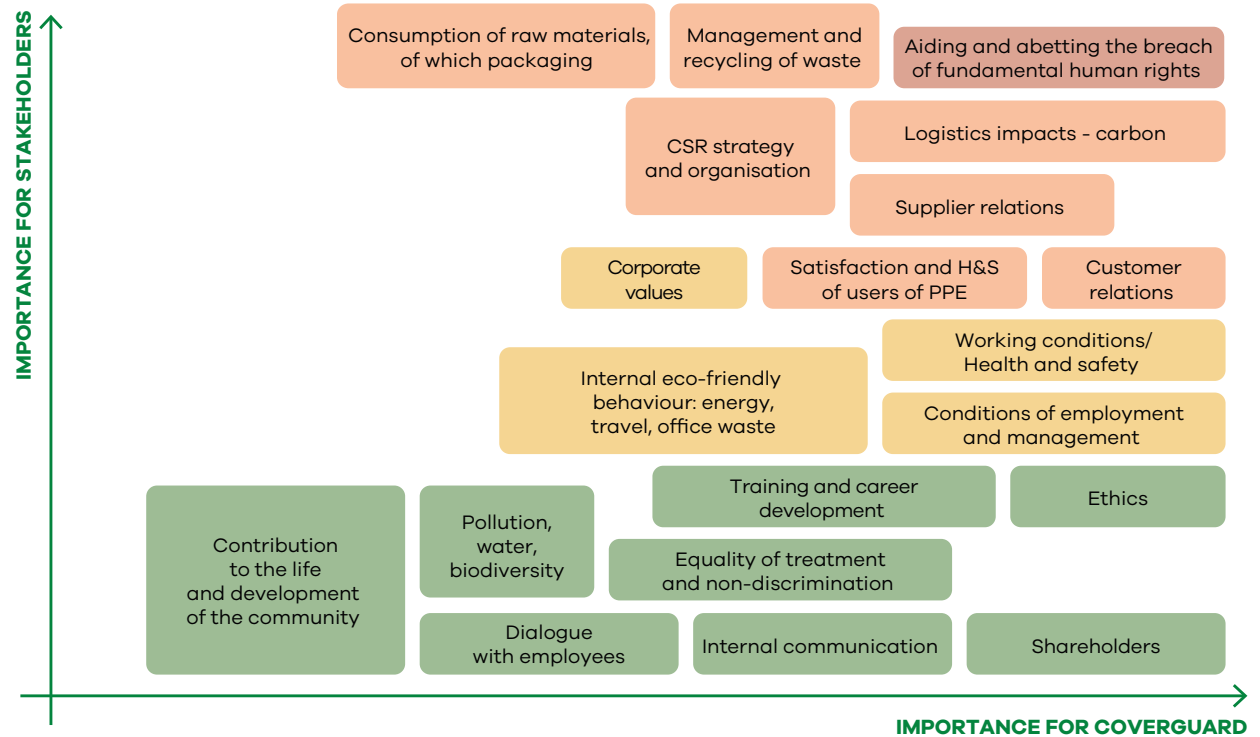 IMPORTANCE FOR STAKEHOLDERS
Consumption of raw materials,
of which packaging
Management and
recycling of waste
Aiding and abetting the breach
of fundamental human rights
CSR strategy
and organisation
Logistics impacts - carbon
Supplier relations
Corporate
values
Satisfaction and H&S
of users of PPE
Customer
relations
Internal eco-friendly
behaviour: energy,
travel, office waste
Working conditions/
Health and safety
Conditions of employment
and management
Contribution
to the life
and development
of the community
Pollution,
water,
biodiversity
Training and career
development
Ethics
Equality of treatment
and non-discrimination
Dialogue
with employees
Internal communication
Shareholders
IMPORTANCE FOR COVERGUARD